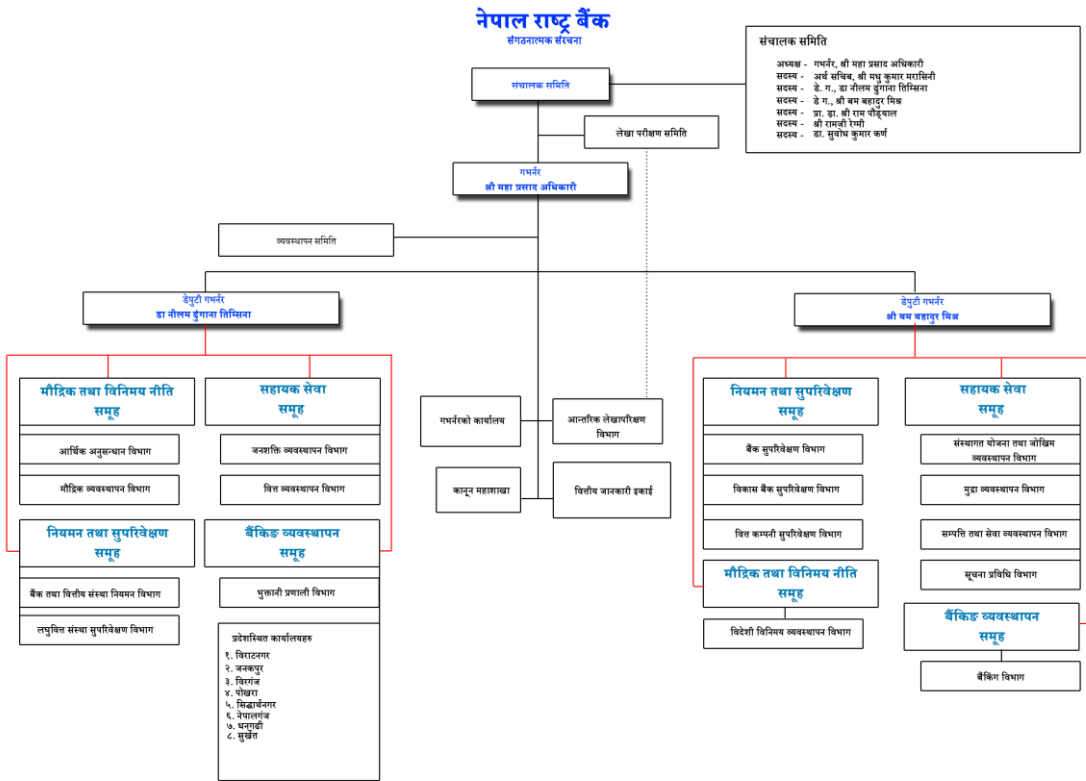 नेपाल राष्ट्र बैंक
संगठनात्मक संरचना
संचालक समिति
संचालक समिति
अध्यक्ष - गभर्नर, श्री महा प्रसाद अधिकारी
सदस्य - अर्थ सचिब, श्री मधु कुमार मरासिनी
सदस्य - डे. ग., डा नीलम ढुंगाना तिम्सिना
सदस्य - डे ग., श्री बम बहादुर मिश्र
सदस्य - प्रा. ड़ा. श्री राम पौड्याल
सदस्य - श्री रामजी रेग्मी
सदस्य - डा. सुवोध कुमार कर्ण
लेखा परीक्षण समिति
गभर्नर
श्री महा प्रसाद अधिकारी
व्यवस्थापन समिति
डेपुटी गभर्नर
डा नीलम ढुंगाना तिम्सिना
डेपुटी गभर्नर
श्री बम बहादुर मिश्र
मौद्रिक तथा विनिमय नीति
समूह
आर्थिक अनुसन्धान विभाग
मौद्रिक व्यवस्थापन विभाग
नियमन तथा सुपरिवेक्षण
समूह
बैंक तथा वित्तीय संस्था नियमन विभाग
लघुवित्त संस्था सुपरिवेक्षण विभाग
सहायक सेवा
समूह
जनशक्ति व्यवस्थापन विभाग
वित्त व्यवस्थापन विभाग
बैंकिङ व्यवस्थापन
समूह
भुक्तानी प्रणाली विभाग
प्रदेशस्थित कार्यालयहरु
१. विराटनगर
२. जनकपुर
३. विरगंज
४. पोखरा
५. सिद्धार्थनगर
६. नेपालगंज
७. धनगढी
८. सुर्खेत
गभर्नरको कार्यालय
आन्तरिक लेखापरिक्षण
विभाग
कानून महाशाखा
वित्तीय जानकारी इकाई
नियमन तथा सुपरिवेक्षण
समूह
बैंक सुपरिवेक्षण विभाग
विकास बैंक सुपरिवेक्षण विभाग
वित्त कम्पनी सुपरिवेक्षण विभाग
मौद्रिक तथा विनिमय नीति
समूह
विदेशी विनिमय व्यवस्थापन विभाग
सहायक सेवा
समूह
संस्थागत योजना तथा जोखिम
व्यवस्थापन विभाग
मुद्रा व्यवस्थापन विभाग
सम्पत्ति तथा सेवा व्यवस्थापन विभाग
सूचना प्रविधि विभाग
बैंकिङ व्यवस्थापन
समूह
बैंकिंग विभाग